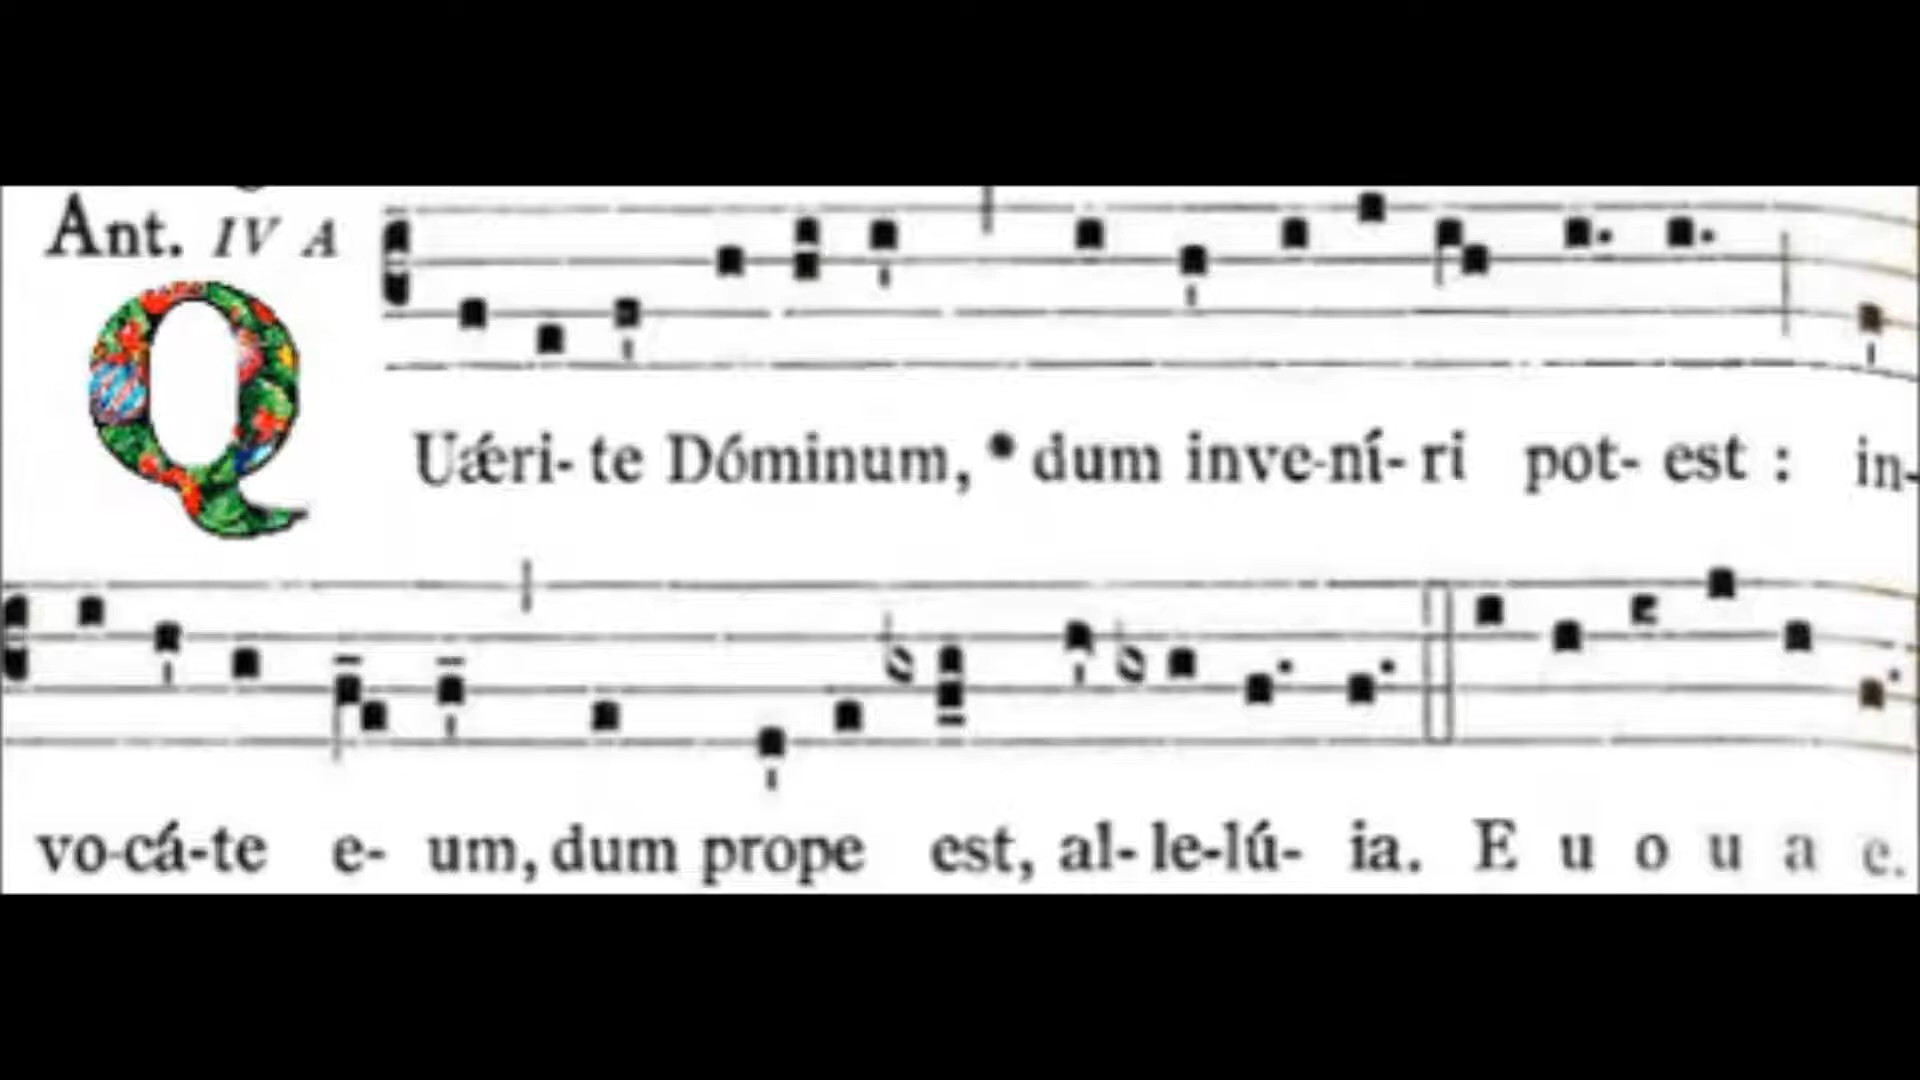 Ant. IV A
QUǽri-te Dóminum, * dum inve-ní-ri pot-est : in-
vo-cá-te e-um, dum prope est, al-le-lú-ia. E u o u a e.